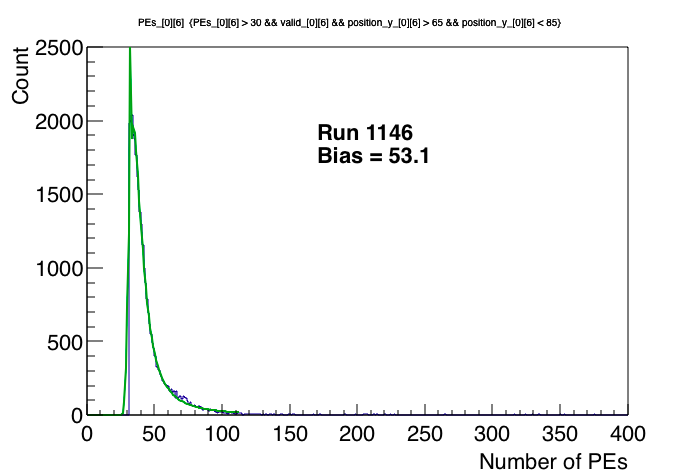 PEs_[0][6] {PEs_[0][6] > 30 && valid_[0][6] && position_y_[0][6] > 65 && position_y_[0][6] < 85}
Count
2500
2000
1500
1000
500
0
Run 1146
Bias = 53.1
0 50 100 150 200 250 300 350 400
Number of PEs